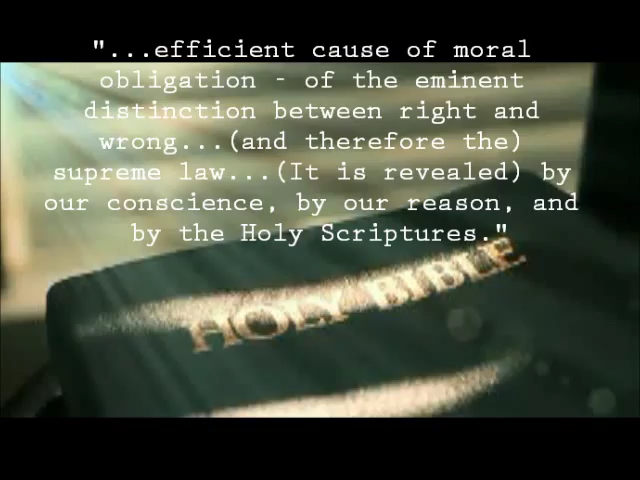 "...efficient cause of moral
obligation - of the eminent
distinction between right and
wrong...(and therefore the)
supreme law...(It is revealed) by
our conscience, by our reason, and
by the Holy Scriptures."
HOLY BIBLE